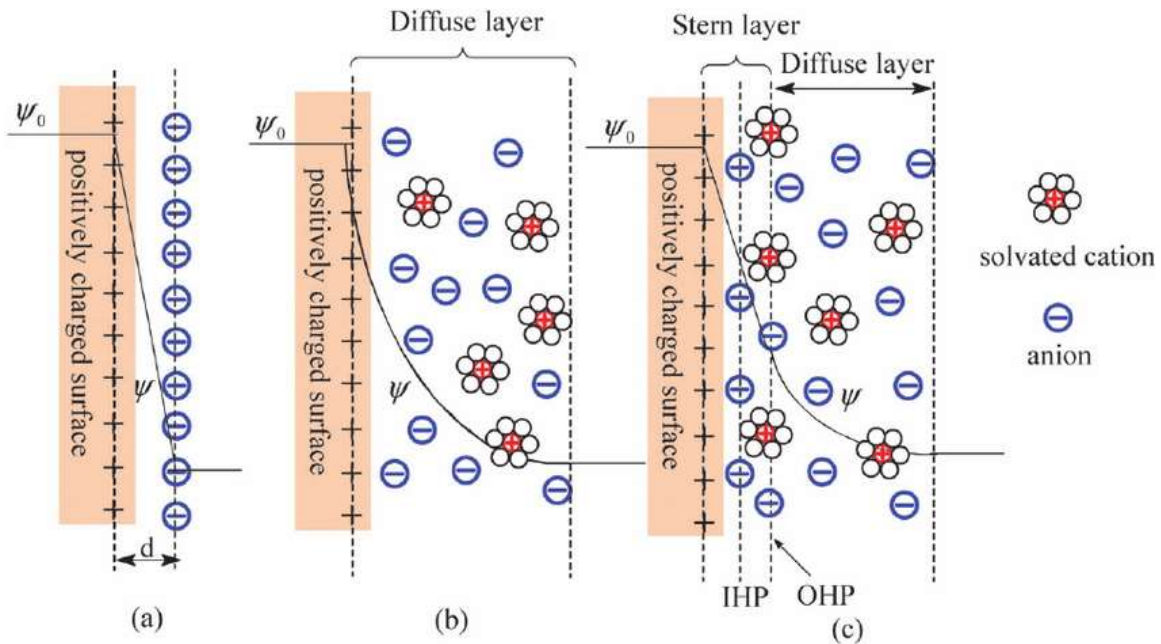 Diffuse layer
Stern layer
Diffuse layer
ψ₀
positively charged surface
ψ
d
ψ₀
positively charged surface
ψ
ψ₀
positively charged surface
ψ
IHP
OHP
solvated cation
anion
(a)
(b)
(c)